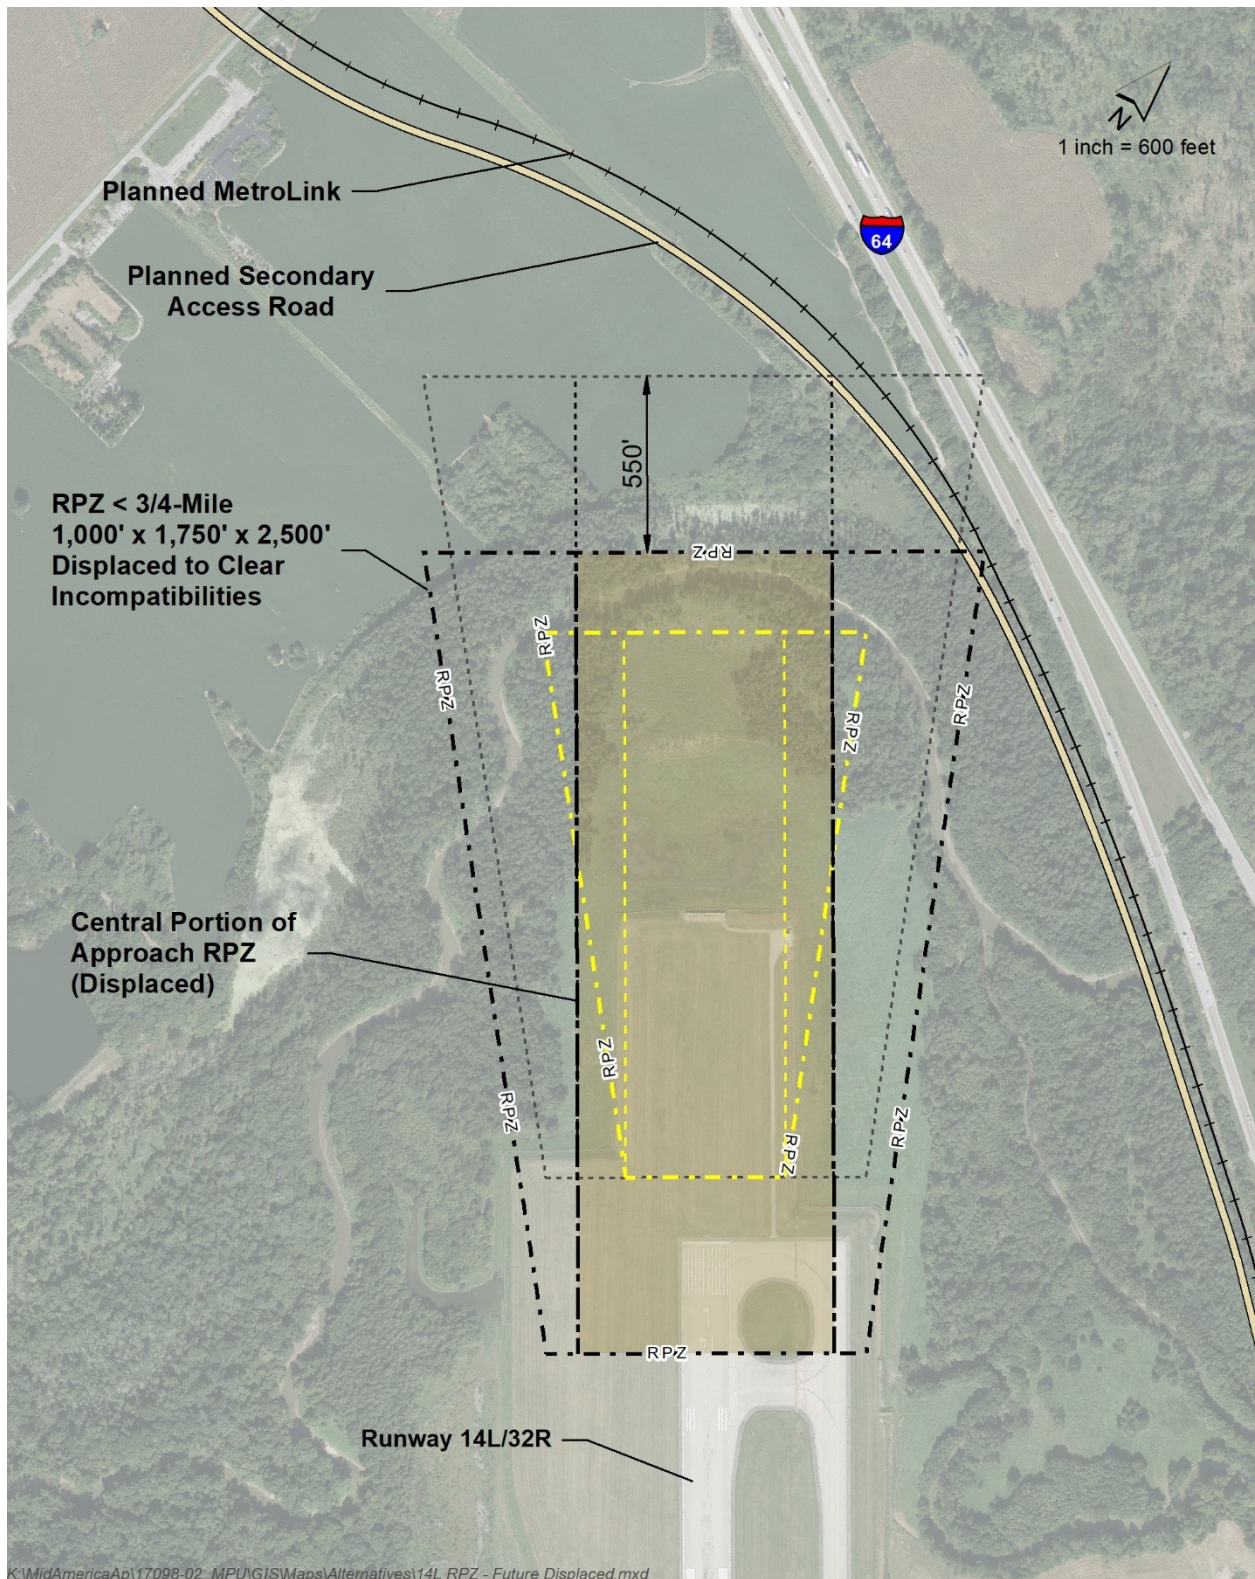 N
1 inch = 600 feet
Planned MetroLink
64
Planned Secondary
Access Road
550'
RPZ < 3/4-Mile
1,000' x 1,750' x 2,500'
Displaced to Clear
Incompatibilities
RPZ
RPZ
RPZ
RPZ
RPZ
Central Portion of
Approach RPZ
(Displaced)
RPZ
RPZ
RPZ
RPZ
RPZ
Runway 14L/32R
K:\MidAmericaAp\17098-02_MPU\GIS\Maps\Alternatives\14L RPZ - Future Displaced.mxd